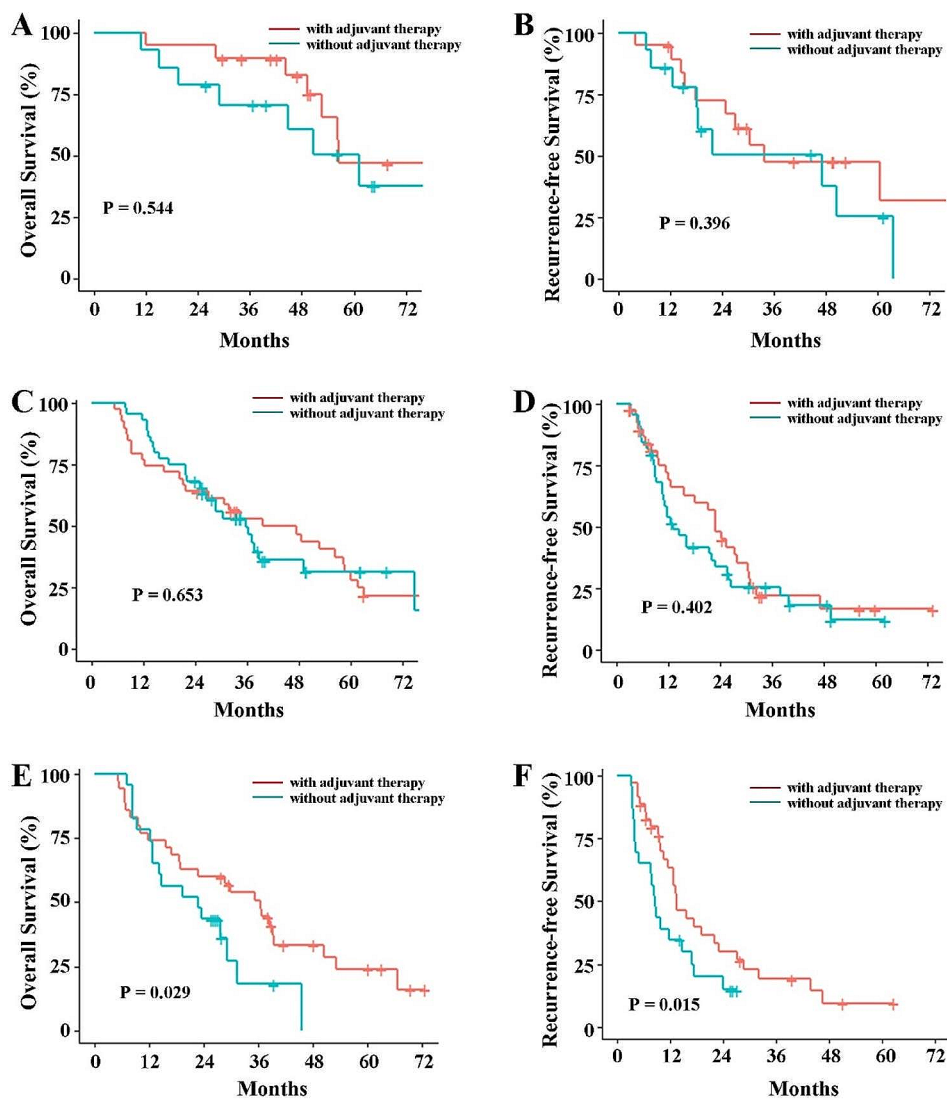 A
100
75
50
25
0
Overall Survival (%)
with adjuvant therapy
without adjuvant therapy
P = 0.544
0 12 24 36 48 60 72
Months
B
100
75
50
25
0
Recurrence-free Survival (%)
with adjuvant therapy
without adjuvant therapy
P = 0.396
0 12 24 36 48 60 72
Months
C
100
75
50
25
0
Overall Survival (%)
with adjuvant therapy
without adjuvant therapy
P = 0.653
0 12 24 36 48 60 72
Months
D
100
75
50
25
0
Recurrence-free Survival (%)
with adjuvant therapy
without adjuvant therapy
P = 0.402
0 12 24 36 48 60 72
Months
E
100
75
50
25
0
Overall Survival (%)
with adjuvant therapy
without adjuvant therapy
P = 0.029
0 12 24 36 48 60 72
Months
F
100
75
50
25
0
Recurrence-free Survival (%)
with adjuvant therapy
without adjuvant therapy
P = 0.015
0 12 24 36 48 60 72
Months